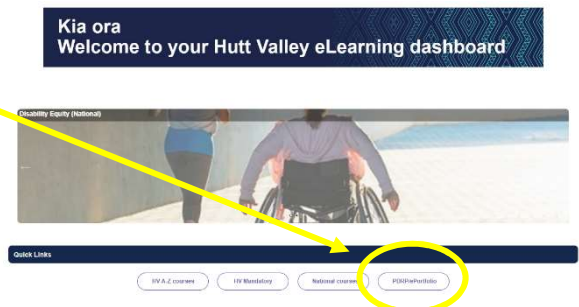 Kia ora
Welcome to your Hutt Valley eLearning dashboard
Disability Equity (National)
Quick Links
HV A-Z courses
HV Mandatory
National courses
PDRP/ePortfolio